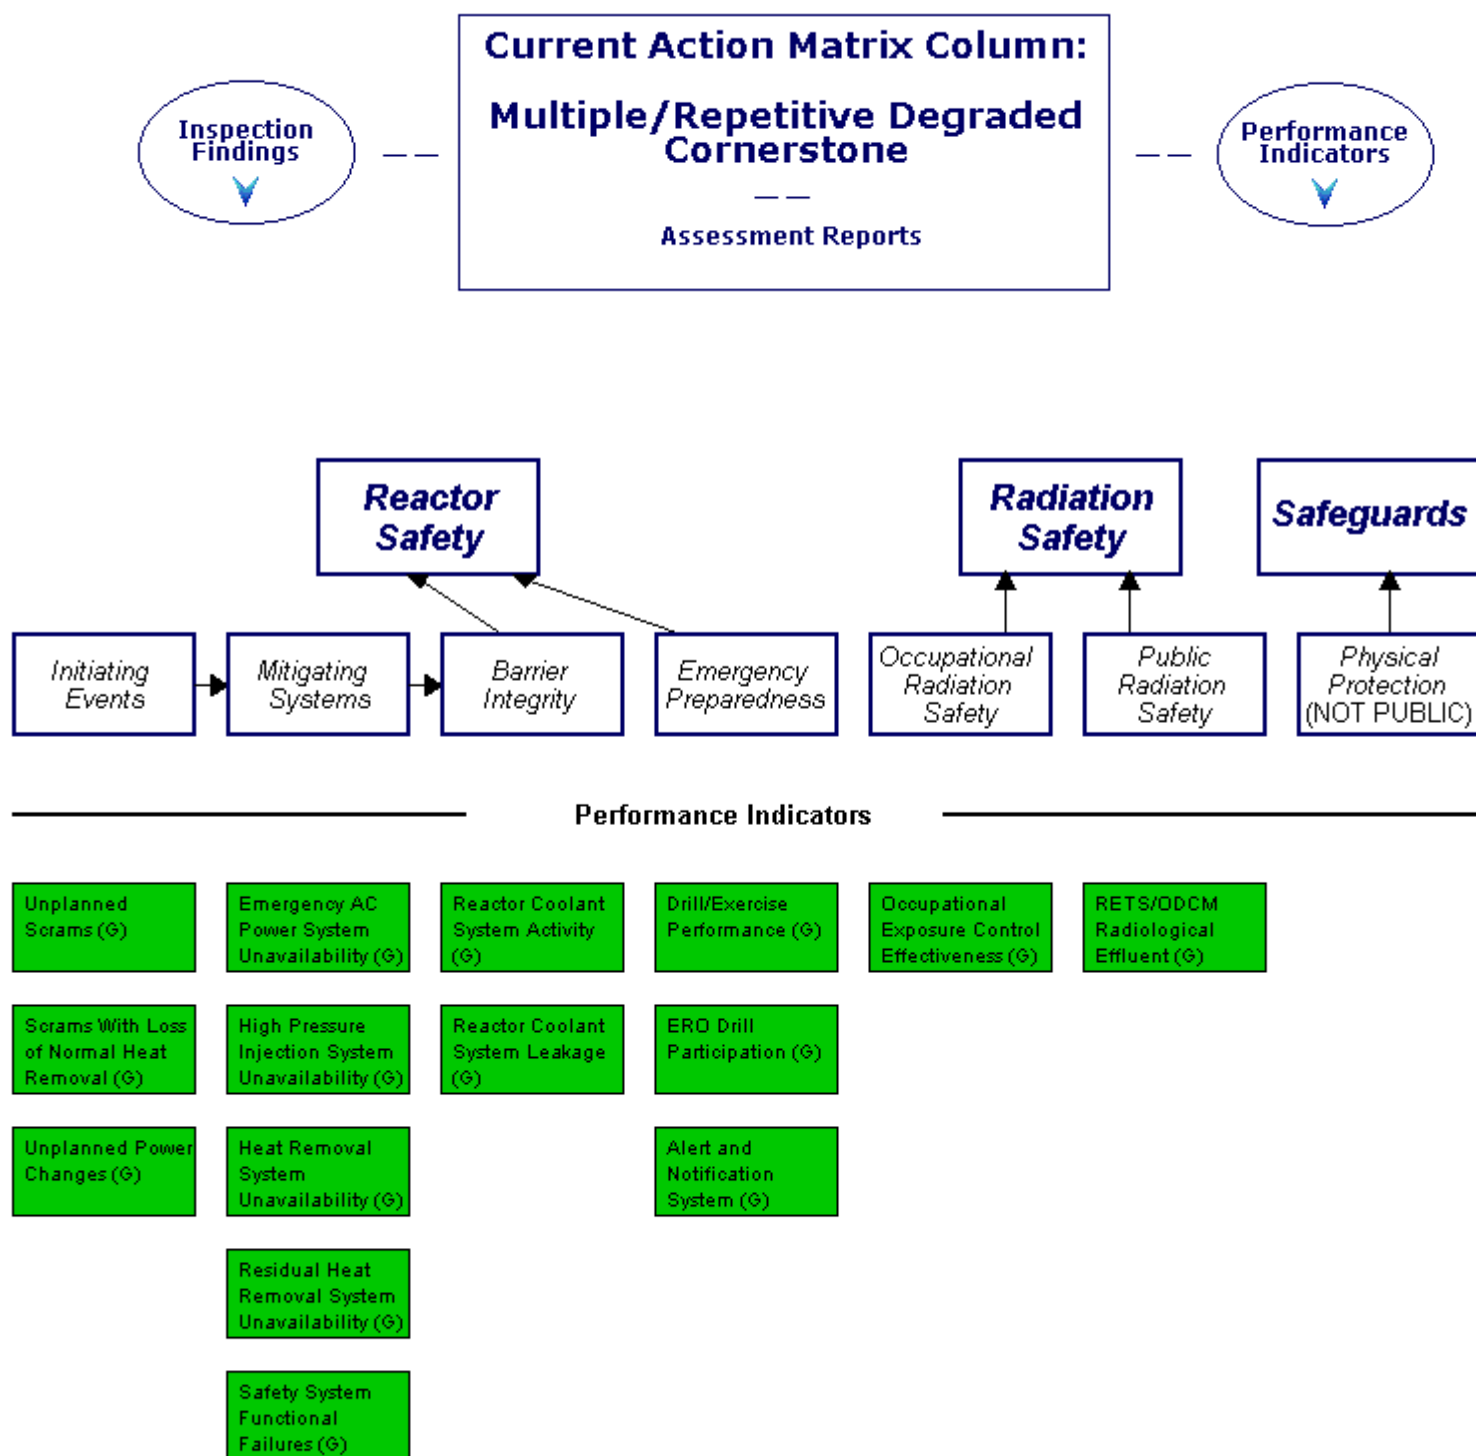 Current Action Matrix Column:
Multiple/Repetitive Degraded
Cornerstone
Assessment Reports
Inspection
Findings
Performance
Indicators
Reactor
Safety
Radiation
Safety
Safeguards
Initiating
Events
Mitigating
Systems
Barrier
Integrity
Emergency
Preparedness
Occupational
Radiation
Safety
Public
Radiation
Safety
Physical
Protection
(NOT PUBLIC)
Performance Indicators
Unplanned
Scrams (G)
Emergency AC
Power System
Unavailability (G)
Reactor Coolant
System Activity
(G)
Drill/Exercise
Performance (G)
Occupational
Exposure Control
Effectiveness (G)
RETS/ODCM
Radiological
Effluent (G)
Scrams With Loss
of Normal Heat
Removal (G)
High Pressure
Injection System
Unavailability (G)
Reactor Coolant
System Leakage
(G)
ERO Drill
Participation (G)
Unplanned Power
Changes (G)
Heat Removal
System
Unavailability (G)
Alert and
Notification
System (G)
Residual Heat
Removal System
Unavailability (G)
Safety System
Functional
Failures (G)